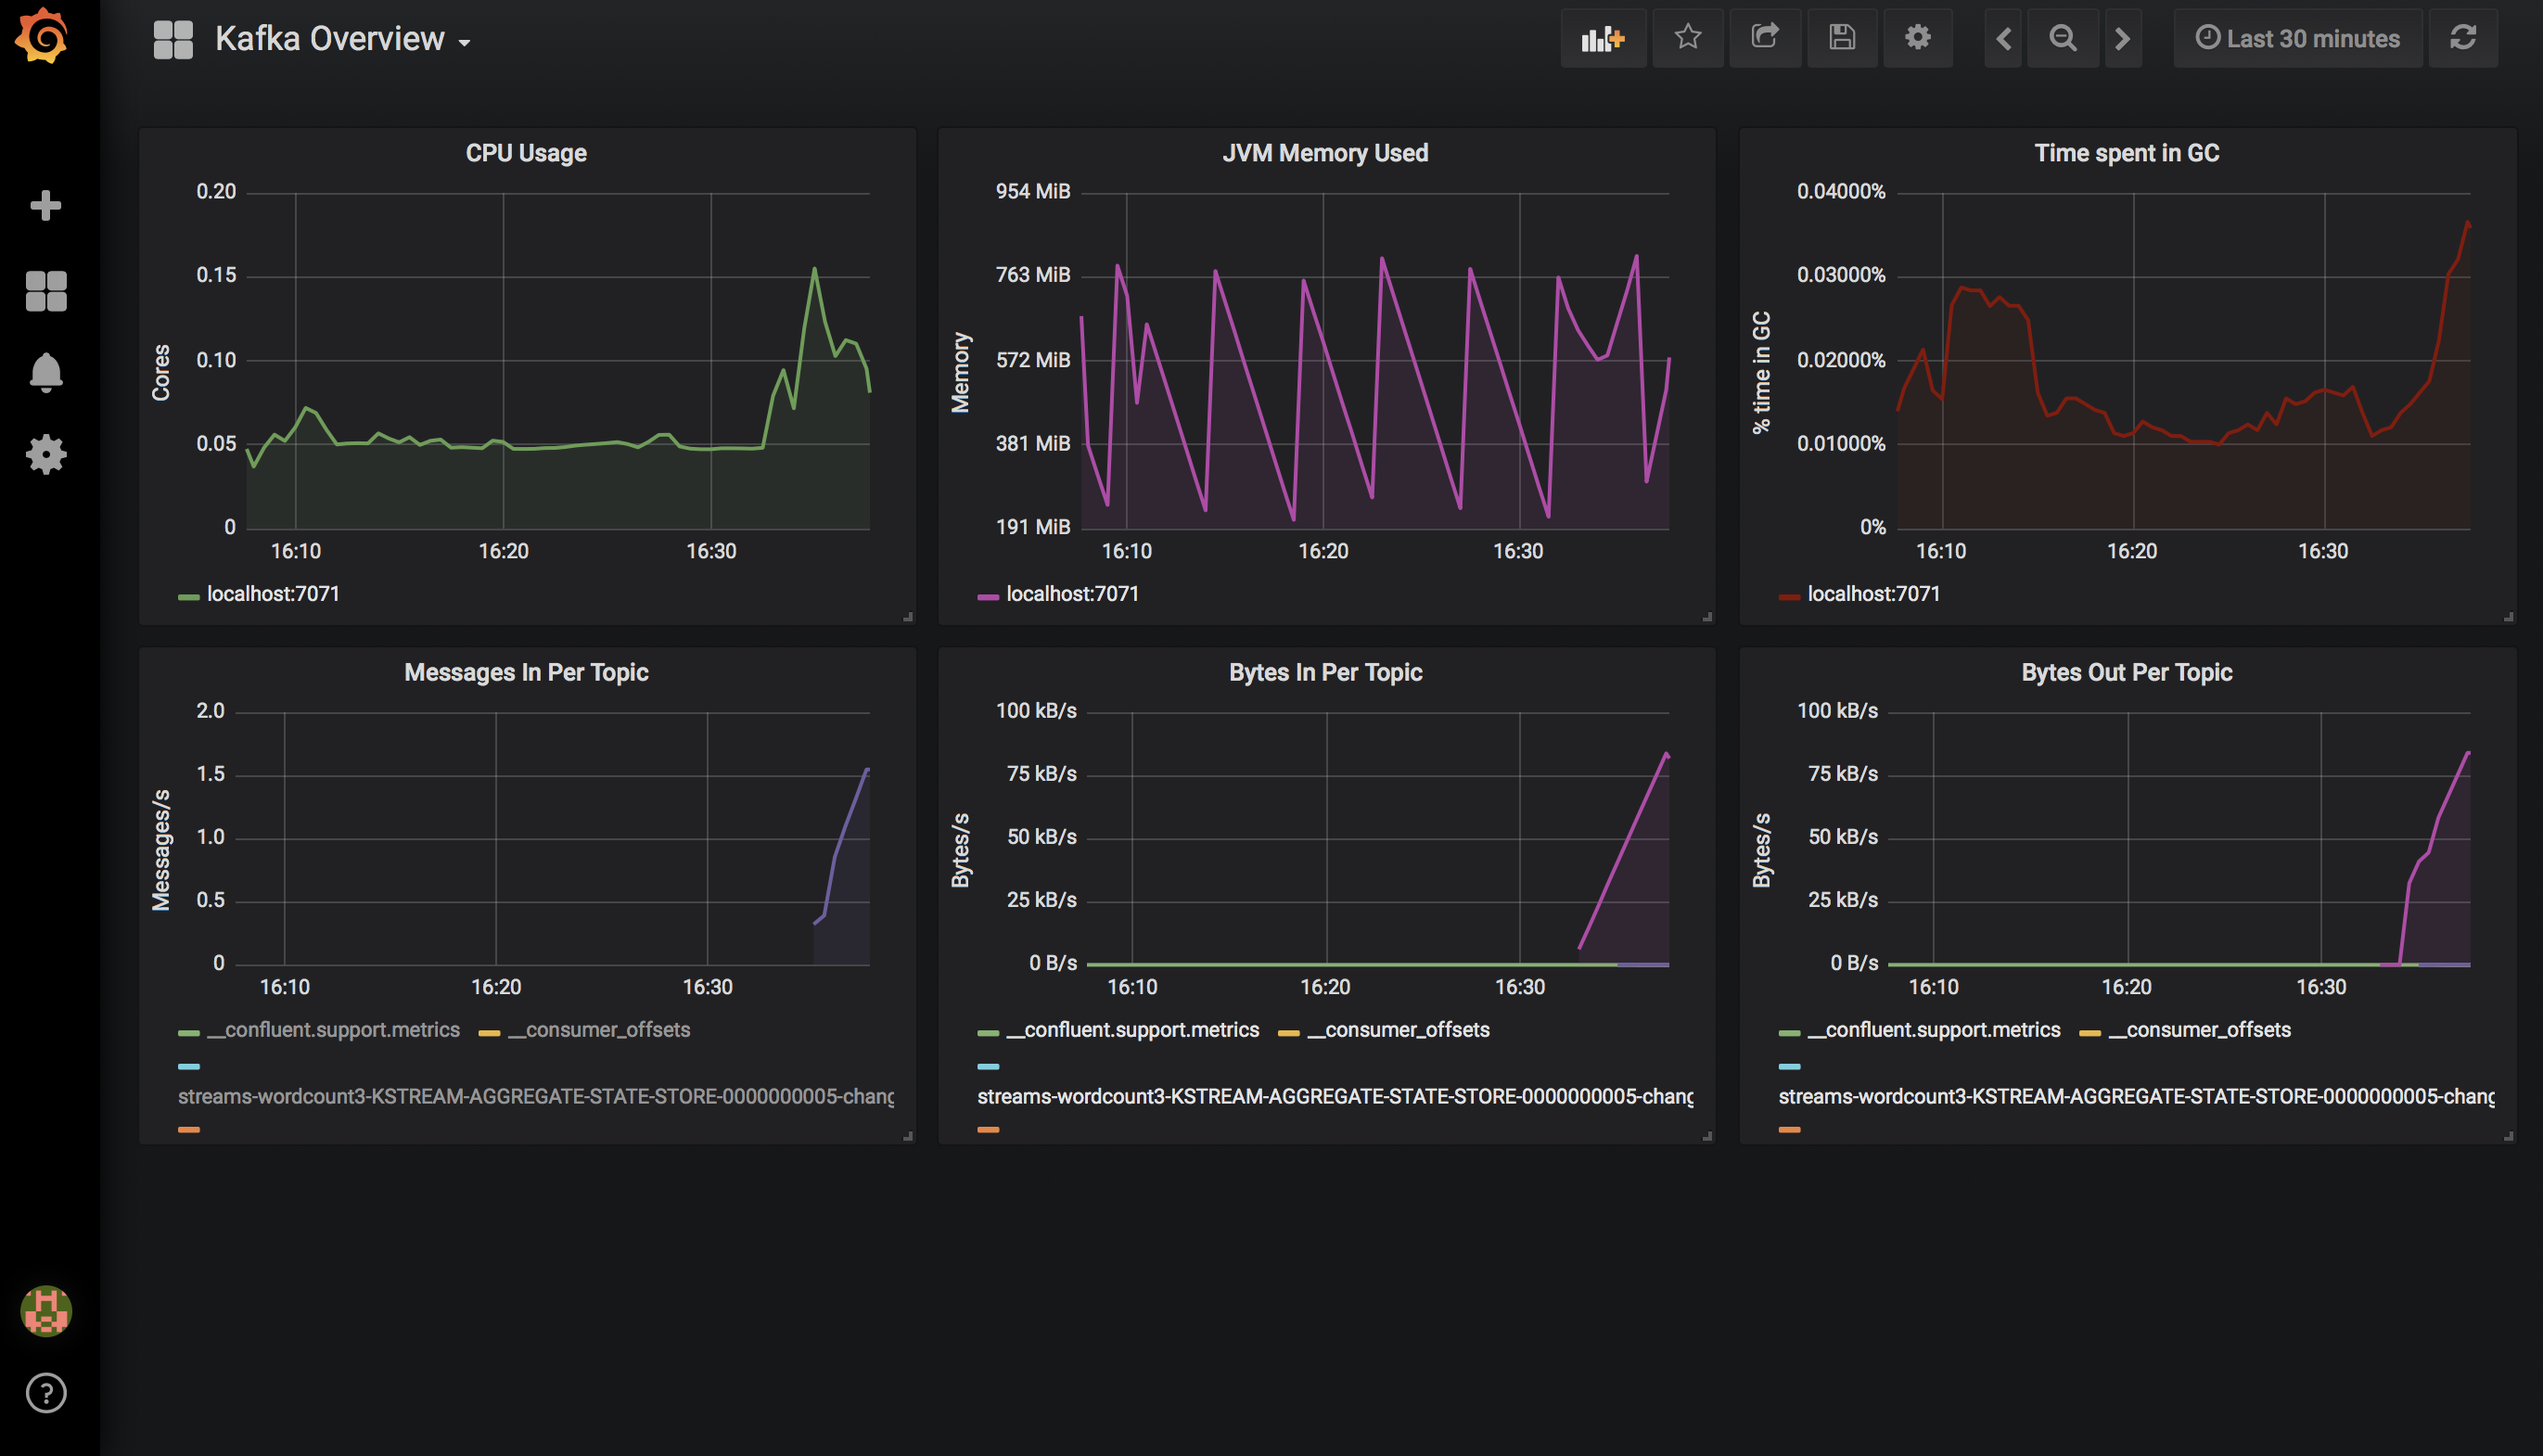 Kafka Overview
Last 30 minutes
CPU Usage
Cores
0.20
0.15
0.10
0.05
0
16:10 16:20 16:30
localhost:7071
JVM Memory Used
Memory
954 MiB
763 MiB
572 MiB
381 MiB
191 MiB
16:10 16:20 16:30
localhost:7071
Time spent in GC
% time in GC
0.04000%
0.03000%
0.02000%
0.01000%
0%
16:10 16:20 16:30
localhost:7071
Messages In Per Topic
Messages/s
2.0
1.5
1.0
0.5
0
16:10 16:20 16:30
__confluent.support.metrics __consumer_offsets
streams-wordcount3-KSTREAM-AGGREGATE-STATE-STORE-0000000005-chang
Bytes In Per Topic
Bytes/s
100 kB/s
75 kB/s
50 kB/s
25 kB/s
0 B/s
16:10 16:20 16:30
__confluent.support.metrics __consumer_offsets
streams-wordcount3-KSTREAM-AGGREGATE-STATE-STORE-0000000005-chang
Bytes Out Per Topic
Bytes/s
100 kB/s
75 kB/s
50 kB/s
25 kB/s
0 B/s
16:10 16:20 16:30
__confluent.support.metrics __consumer_offsets
streams-wordcount3-KSTREAM-AGGREGATE-STATE-STORE-0000000005-chang
?